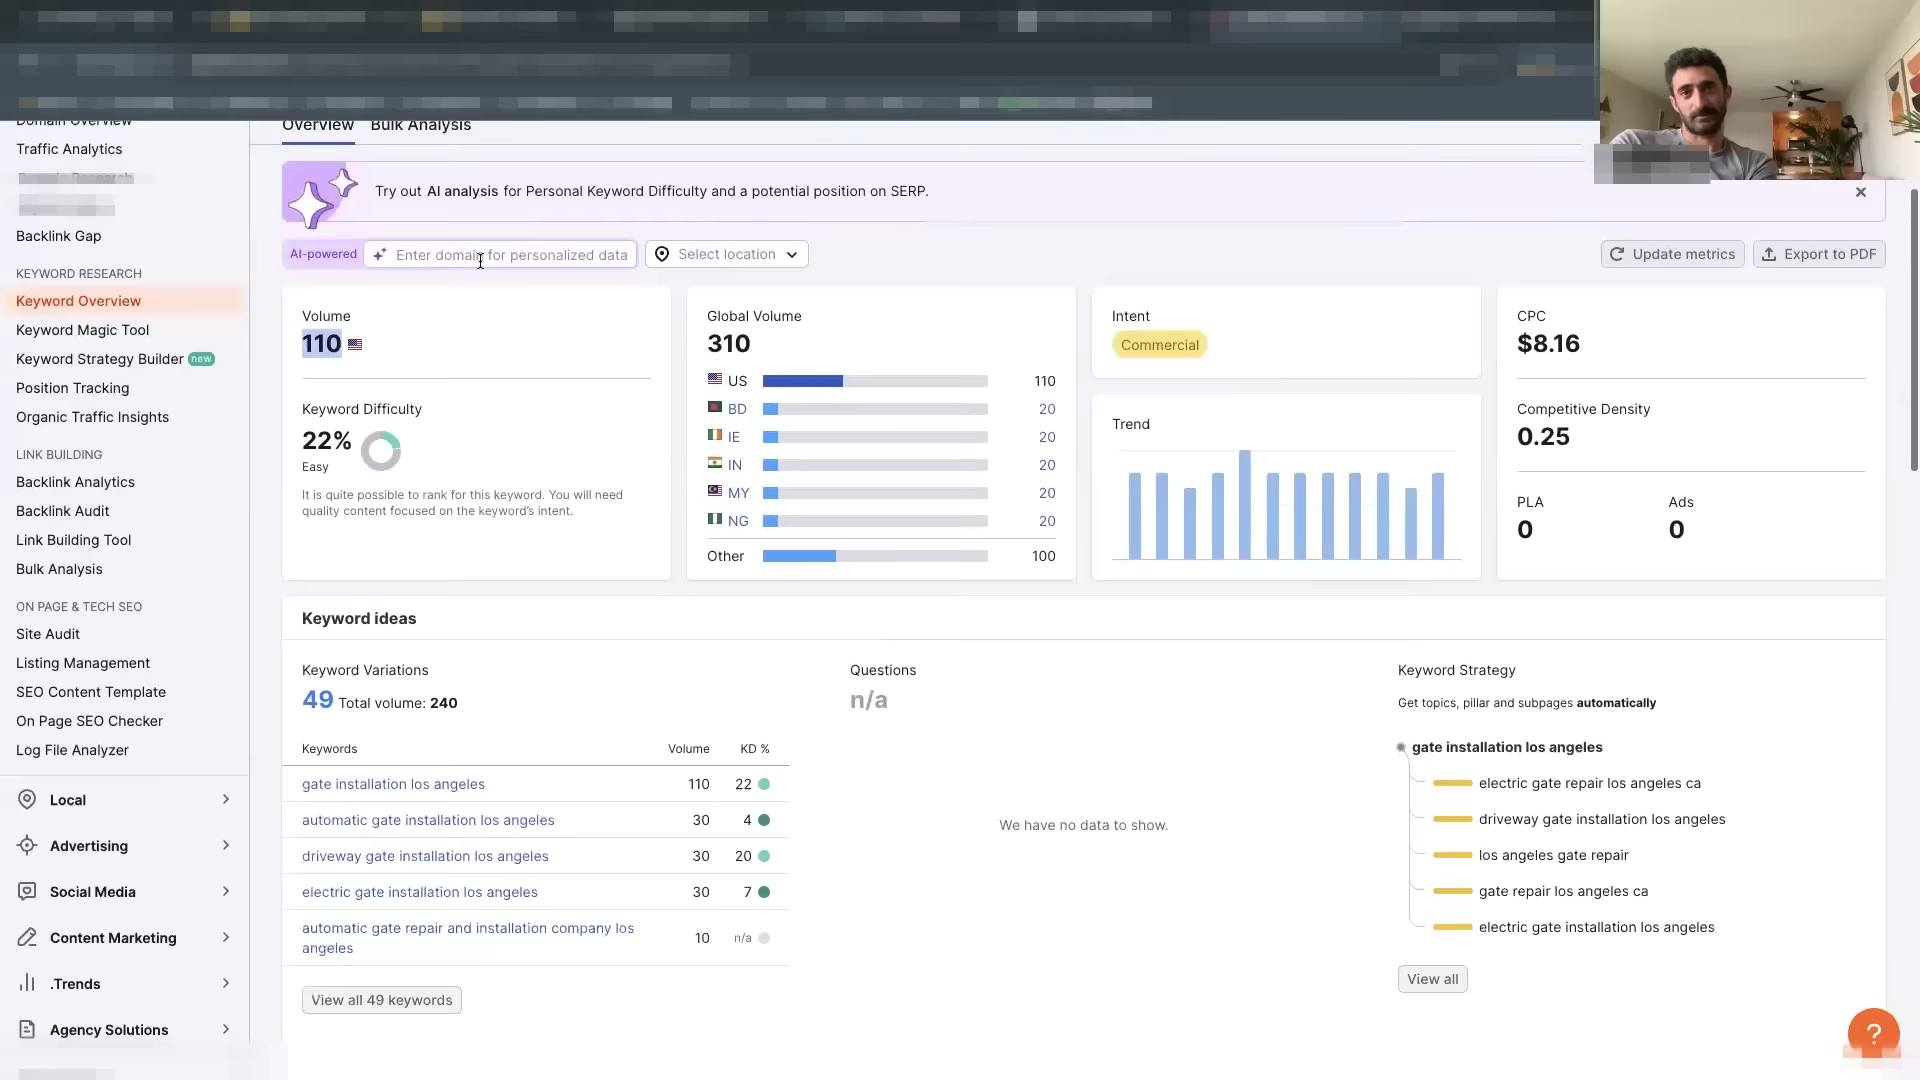 Domain Overview
Traffic Analytics
Backlink Gap
KEYWORD RESEARCH
Keyword Overview
Keyword Magic Tool
Keyword Strategy Builder new
Position Tracking
Organic Traffic Insights
LINK BUILDING
Backlink Analytics
Backlink Audit
Link Building Tool
Bulk Analysis
ON PAGE & TECH SEO
Site Audit
Listing Management
SEO Content Template
On Page SEO Checker
Log File Analyzer
Local
Advertising
Social Media
Content Marketing
.Trends
Agency Solutions
Overview Bulk Analysis
Try out AI analysis for Personal Keyword Difficulty and a potential position on SERP.
AI-powered Enter domain for personalized data Select location Update metrics Export to PDF
Volume
110
Keyword Difficulty
22%
Easy
It is quite possible to rank for this keyword. You will need
quality content focused on the keyword's intent.
Global Volume
310
US 110
BD 20
IE 20
IN 20
MY 20
NG 20
Other 100
Intent
Commercial
Trend
CPC
$8.16
Competitive Density
0.25
PLA Ads
0 0
Keyword ideas
Keyword Variations
49 Total volume: 240
Keywords Volume KD %
gate installation los angeles 110 22
automatic gate installation los angeles 30 4
driveway gate installation los angeles 30 20
electric gate installation los angeles 30 7
automatic gate repair and installation company los
angeles 10 n/a
View all 49 keywords
Questions
n/a
We have no data to show.
Keyword Strategy
Get topics, pillar and subpages automatically
gate installation los angeles
electric gate repair los angeles ca
driveway gate installation los angeles
los angeles gate repair
gate repair los angeles ca
electric gate installation los angeles
View all
?